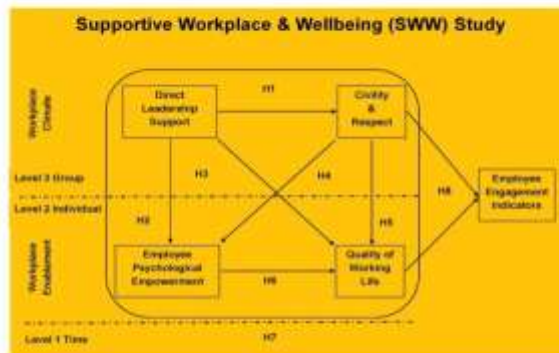 Supportive Workplace & Wellbeing (SWW) Study
Workplace
Climate
Direct
Leadership
Support
H1
Civility
&
Respect
H3
H4
Level 3 Group
Level 2 Individual
H8
Employee
Engagement
Indicators
H2
H5
Workplace
Enablement
Employee
Psychological
Empowerment
H6
Quality of
Working
Life
Level 1 Time
H7